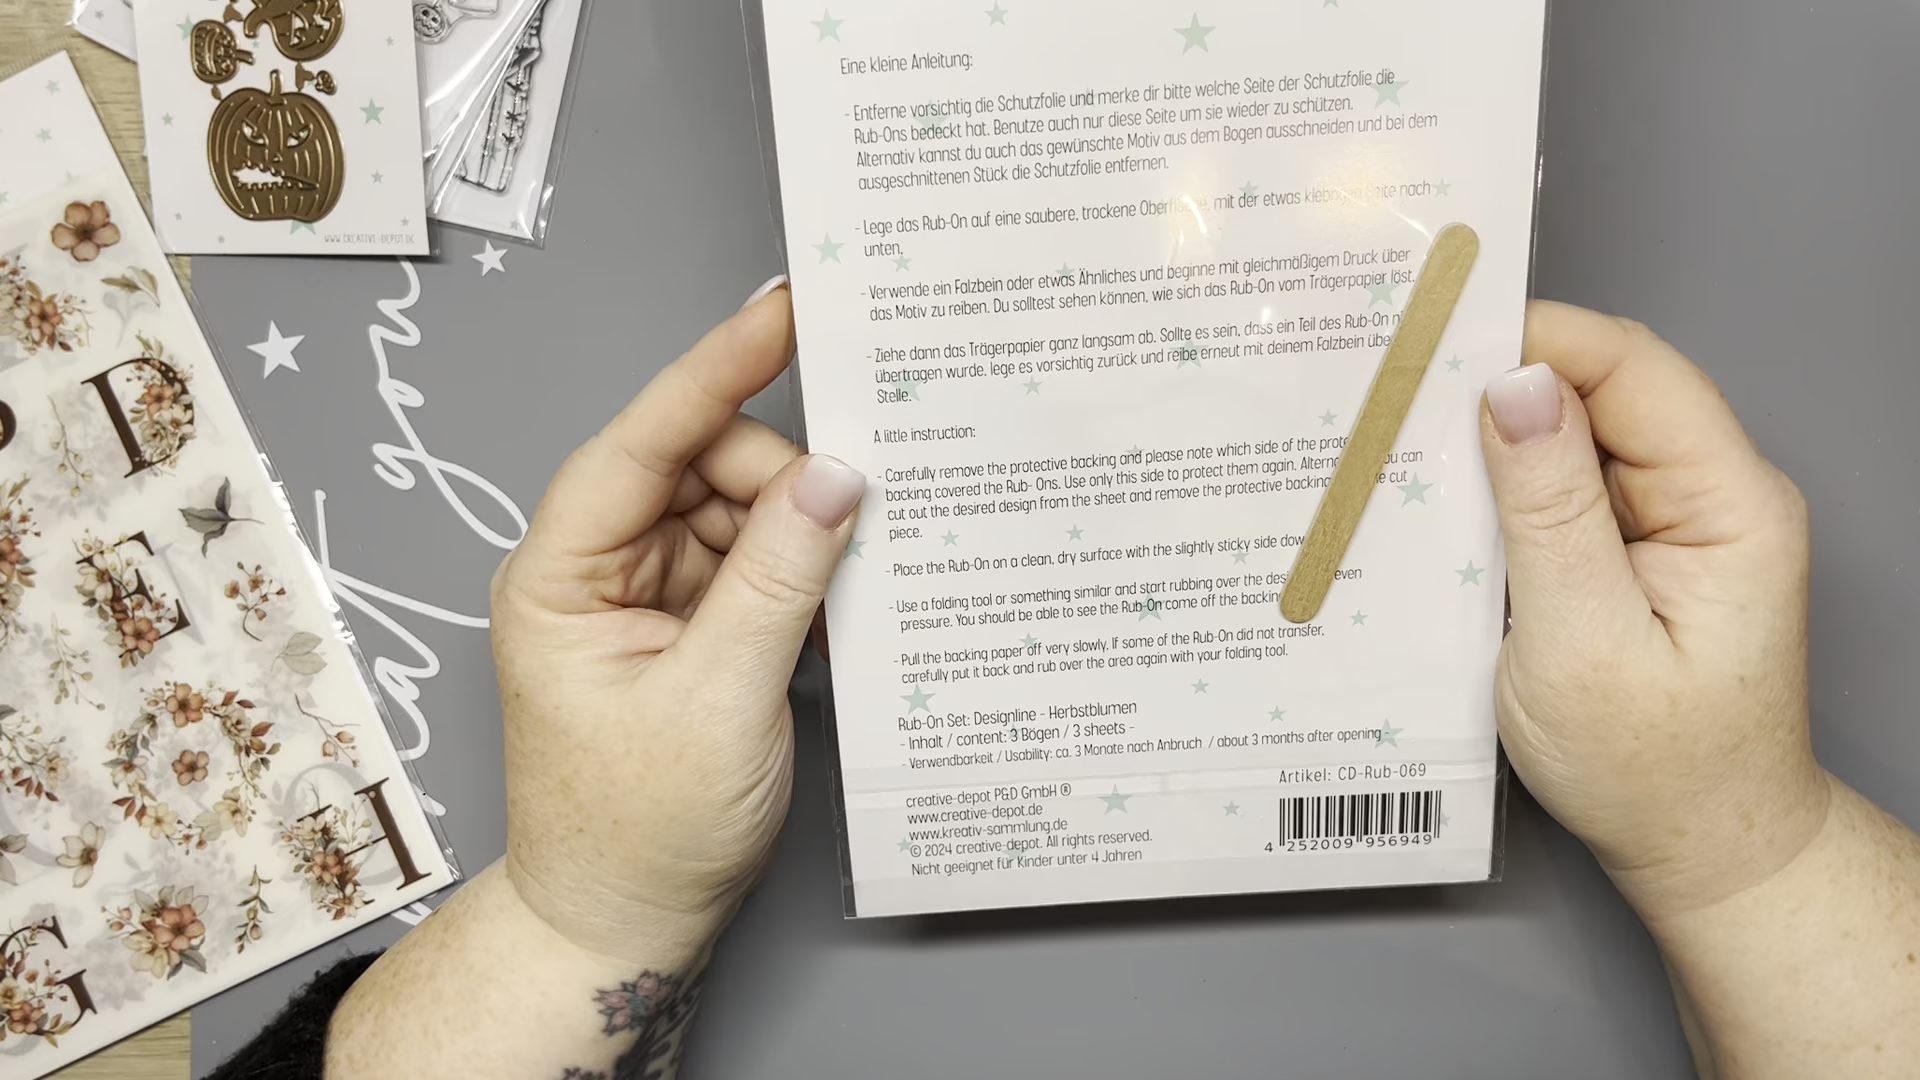 Eine kleine Anleitung:
- Entferne vorsichtig die Schutzfolie und merke dir bitte welche Seite der Schutzfolie die
Rub-Ons bedeckt hat. Benutze auch nur diese Seite um sie wieder zu schützen.
Alternativ kannst du auch das gewünschte Motiv aus dem Bogen ausschneiden und bei dem
ausgeschnittenen Stück die Schutzfolie entfernen.
- Lege das Rub-On auf eine saubere, trockene Oberfläche, mit der etwas klebrigen Seite nach
unten.
- Verwende ein Falzbein oder etwas Ähnliches und beginne mit gleichmäßigem Druck über
das Motiv zu reiben. Du solltest sehen können, wie sich das Rub-On vom Trägerpapier löst.
- Ziehe dann das Trägerpapier ganz langsam ab. Sollte es sein, dass ein Teil des Rub-On
übertragen wurde, lege es vorsichtig zurück und reibe erneut mit deinem Falzbein
Stelle.
A little instruction:
- Carefully remove the protective backing and please note which side of the
backing covered the Rub- Ons. Use only this side to protect them again. can
cut out the desired design from the sheet and remove the protective backing cut
piece.
- Place the Rub-On on a clean, dry surface with the slightly sticky side
- Use a folding tool or something similar and start rubbing over the even
pressure. You should be able to see the Rub-On come off the
- Pull the backing paper off very slowly, If some of the Rub-On did not transfer,
carefully put it back and rub over the area again with your folding tool.
Rub-On Set: Designline - Herbstblumen
- Inhalt / content: 3 Bögen / 3 sheets -
- Verwendbarkeit / Usability: ca. 3 Monate nach Anbruch / about 3 months after opening -
Artikel: CD-Rub-069
creative-depot P&D GmbH ®
www.creative-depot.de
www.kreativ-sammlung.de
© 2024 creative-depot. All rights reserved.
Nicht geeignet für Kinder unter 4 Jahren
4 252009 956949
WWW.CREATIVE-DEPOT.DE
you
D
E
H
G